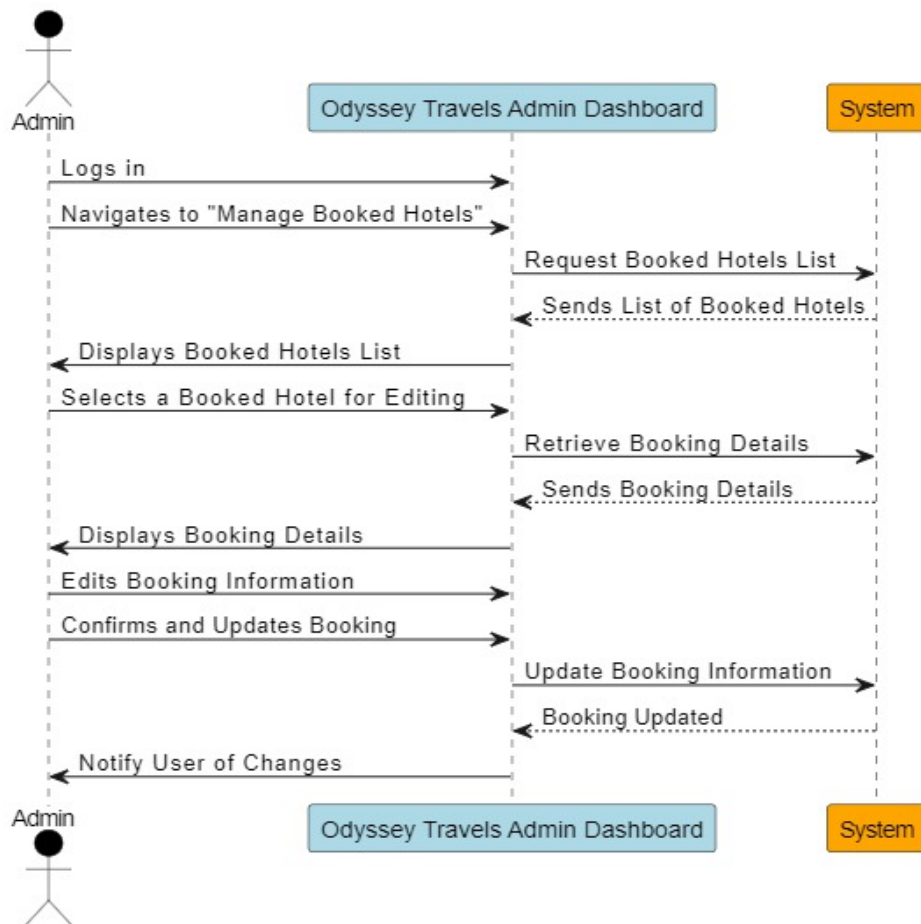 Admin
Odyssey Travels Admin Dashboard
System
Logs in
Navigates to "Manage Booked Hotels"
Request Booked Hotels List
Sends List of Booked Hotels
Displays Booked Hotels List
Selects a Booked Hotel for Editing
Retrieve Booking Details
Sends Booking Details
Displays Booking Details
Edits Booking Information
Confirms and Updates Booking
Update Booking Information
Booking Updated
Notify User of Changes
Admin
Odyssey Travels Admin Dashboard
System